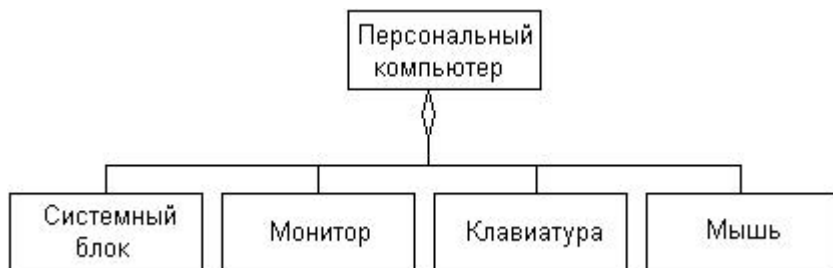 Персональный
компьютер
Системный
блок
Монитор
Клавиатура
Мышь